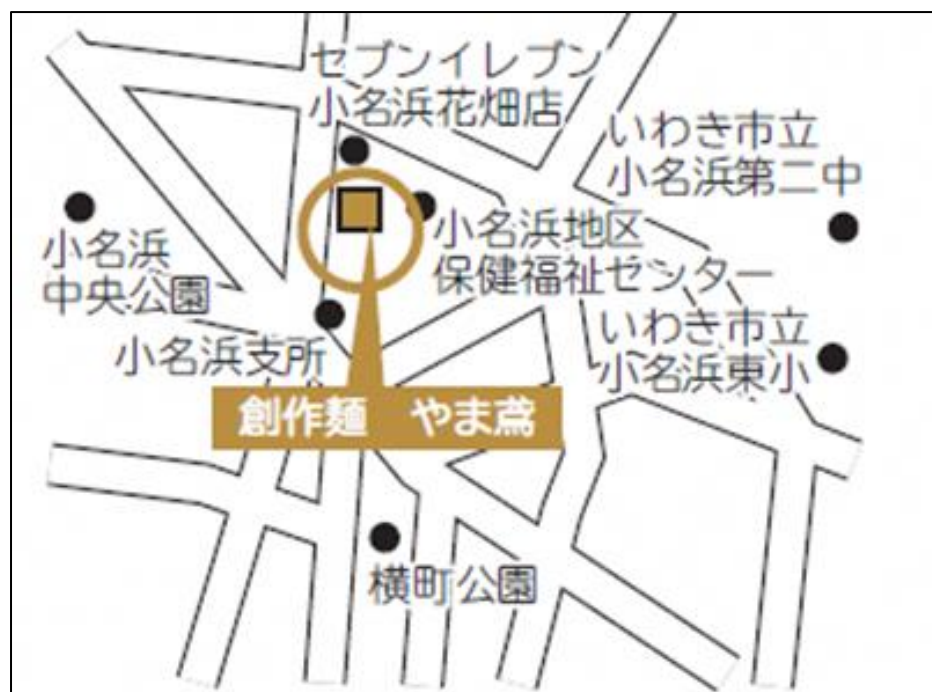 セブンイレブン
小名浜花畑店
いわき市立
小名浜第二中
小名浜地区
保健福祉センター
小名浜
中央公園
いわき市立
小名浜東小
小名浜支所
創作麺　やま鳶
横町公園